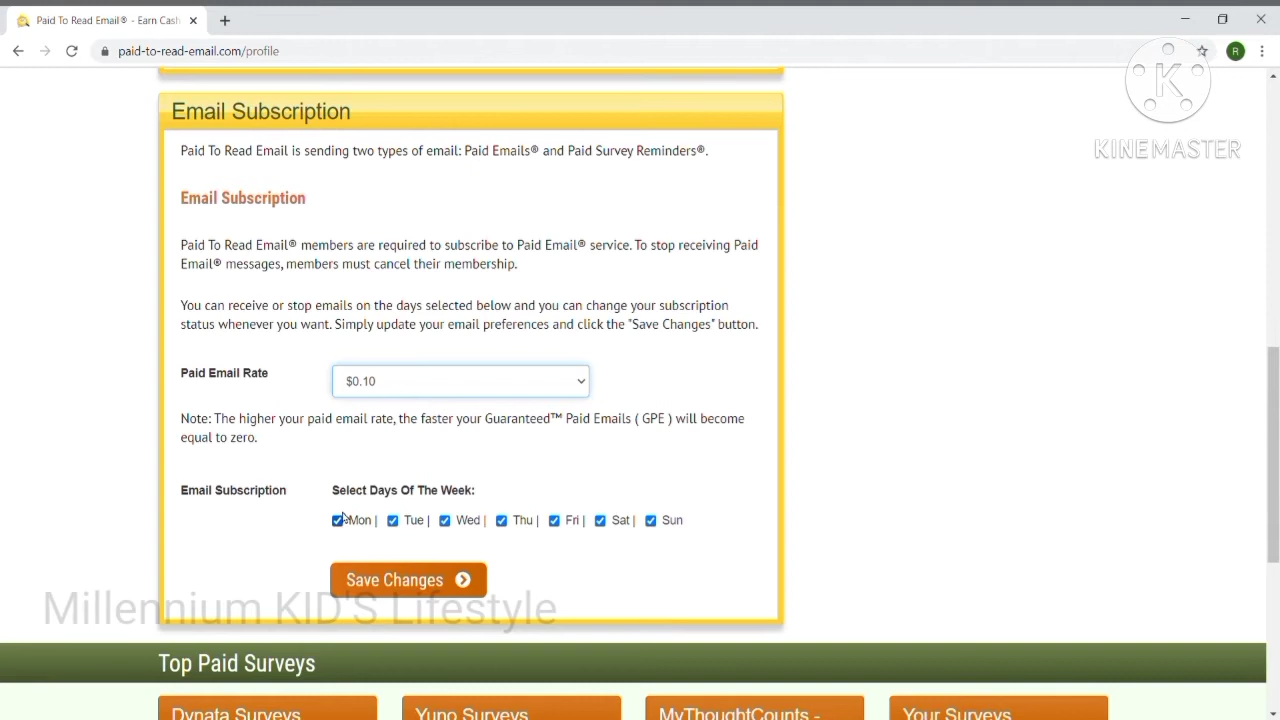 Paid To Read Email® - Earn Cash
paid-to-read-email.com/profile
R
K
KINEMASTER
Email Subscription
Paid To Read Email is sending two types of email: Paid Emails® and Paid Survey Reminders®.
Email Subscription
Paid To Read Email® members are required to subscribe to Paid Email® service. To stop receiving Paid
Email® messages, members must cancel their membership.
You can receive or stop emails on the days selected below and you can change your subscription
status whenever you want. Simply update your email preferences and click the "Save Changes" button.
Paid Email Rate
$0.10
Note: The higher your paid email rate, the faster your Guaranteed™ Paid Emails ( GPE ) will become
equal to zero.
Email Subscription
Select Days Of The Week:
Mon | Tue | Wed | Thu | Fri | Sat | Sun
Save Changes
Millennium KID'S Lifestyle
Top Paid Surveys
Dynata Surveys
Yuno Surveys
MyThoughtCounts -
Your Surveys